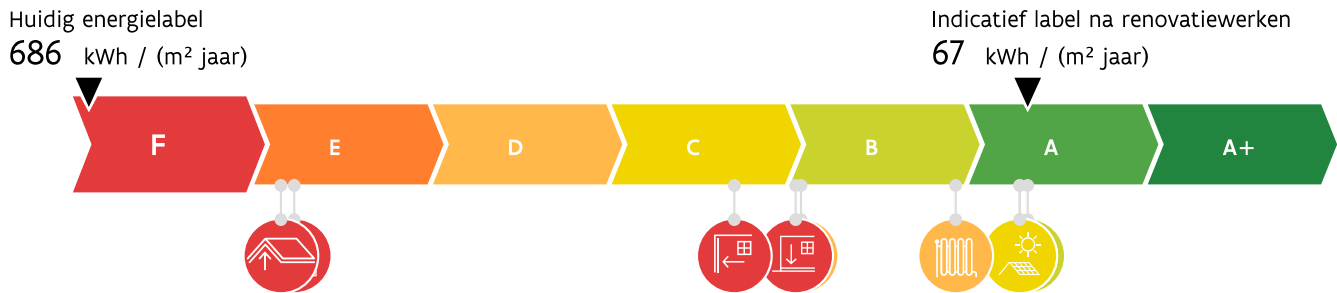 Huidig energielabel
686 kWh / (m² jaar)
Indicatief label na renovatiewerken
67 kWh / (m² jaar)
F
E
D
C
B
A
A+